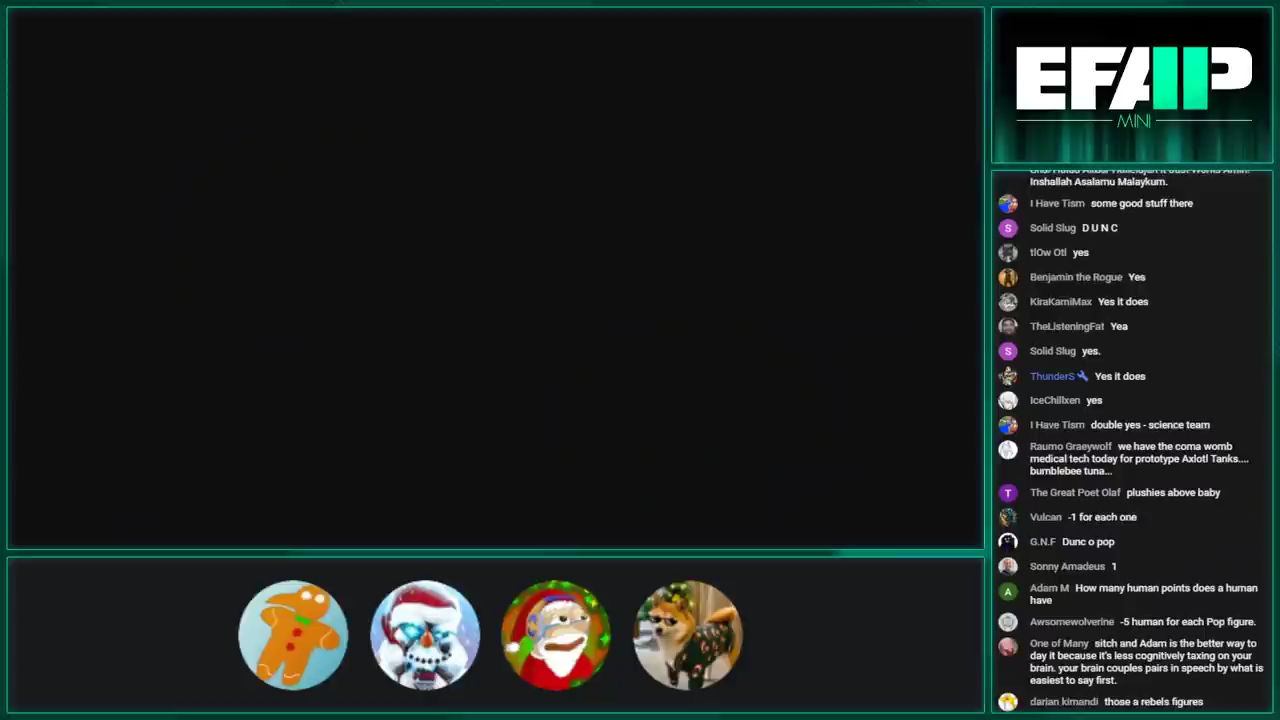 EFAP
MINI
Inshallah Asalamu Malaykum.
I Have Tism some good stuff there
Solid Slug D U N C
tlOw Oti yes
Benjamin the Rogue Yes
KiraKamiMax Yes it does
TheListeningFat Yea
S
Solid Slug yes.
ThunderS Yes it does
IceChillxen yes
I Have Tism double yes - science team
Raumo Graeywolf we have the coma womb
medical tech today for prototype Axlotl Tanks....
bumblebee tuna...
T
The Great Poet Olaf plushies above baby
Vulcan -1 for each one
G.N.F Dunc o pop
Sonny Amadeus 1
A
Adam M How many human points does a human
have
Awsomewolverine -5 human for each Pop figure.
One of Many sitch and Adam is the better way to
day it because it's less cognitively taxing on your
brain. your brain couples pairs in speech by what is
easiest to say first.
darian kimandi those a rebels figures